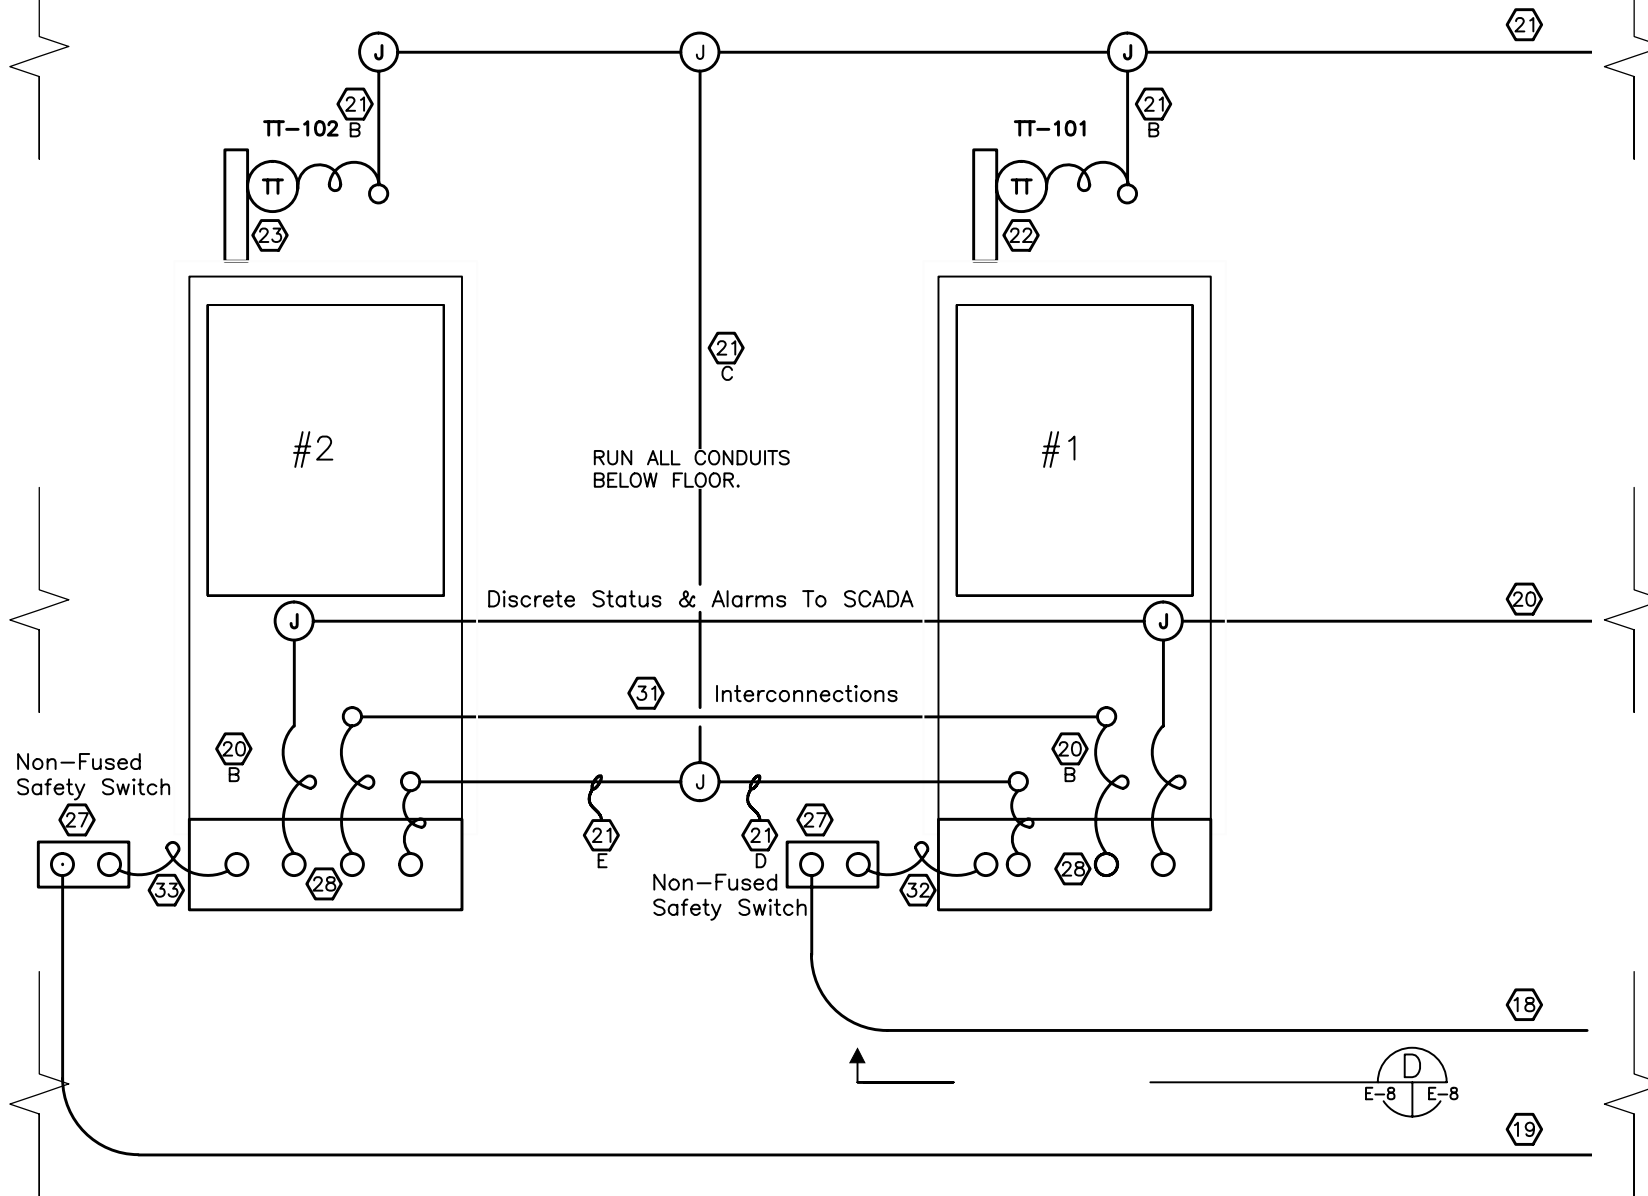 21
J
J
J
21
B
21
B
TT-102
TT-101
TT
TT
23
22
21
C
#2
#1
RUN ALL CONDUITS
BELOW FLOOR.
Discrete Status & Alarms To SCADA
20
J
J
31
Interconnections
20
B
20
B
Non-Fused
Safety Switch
J
27
27
21
E
21
D
28
28
33
32
Non-Fused
Safety Switch
18
D
E-8
E-8
19